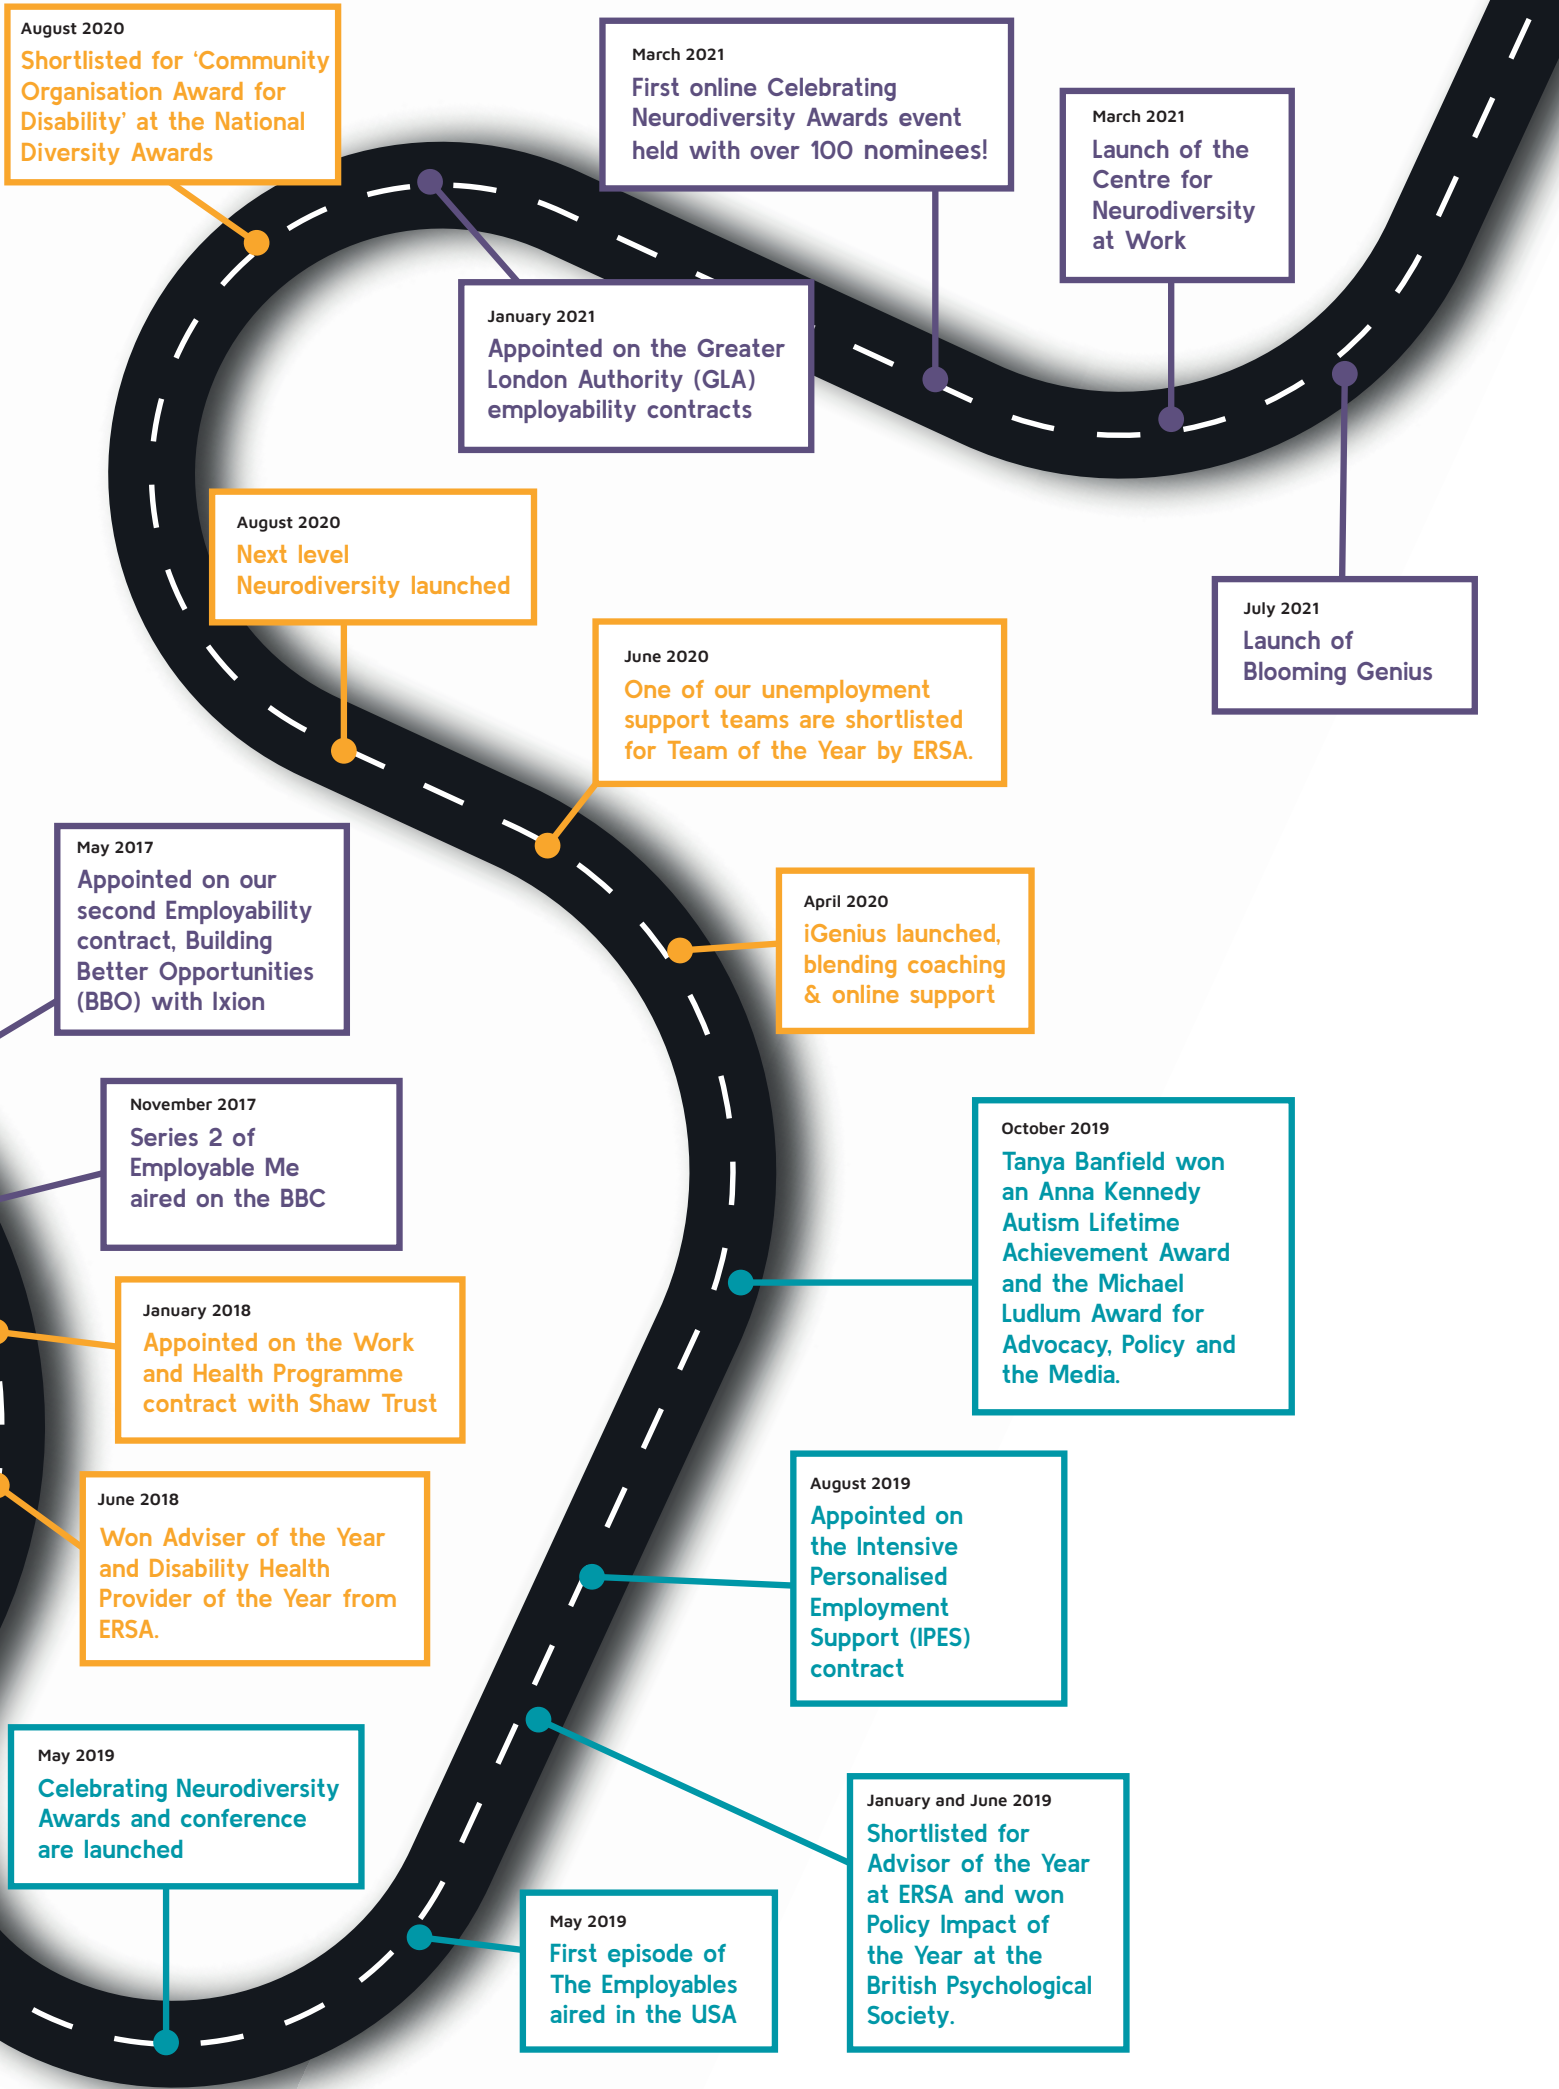 August 2020
Shortlisted for ‘Community
Organisation Award for
Disability’ at the National
Diversity Awards
March 2021
First online Celebrating
Neurodiversity Awards event
held with over 100 nominees!
March 2021
Launch of the
Centre for
Neurodiversity
at Work
January 2021
Appointed on the Greater
London Authority (GLA)
employability contracts
August 2020
Next level
Neurodiversity launched
July 2021
Launch of
Blooming Genius
June 2020
One of our unemployment
support teams are shortlisted
for Team of the Year by ERSA.
May 2017
Appointed on our
second Employability
contract, Building
Better Opportunities
(BBO) with Ixion
April 2020
iGenius launched,
blending coaching
& online support
November 2017
Series 2 of
Employable Me
aired on the BBC
October 2019
Tanya Banfield won
an Anna Kennedy
Autism Lifetime
Achievement Award
and the Michael
Ludlum Award for
Advocacy, Policy and
the Media.
January 2018
Appointed on the Work
and Health Programme
contract with Shaw Trust
June 2018
Won Adviser of the Year
and Disability Health
Provider of the Year from
ERSA.
August 2019
Appointed on
the Intensive
Personalised
Employment
Support (IPES)
contract
May 2019
Celebrating Neurodiversity
Awards and conference
are launched
January and June 2019
Shortlisted for
Advisor of the Year
at ERSA and won
Policy Impact of
the Year at the
British Psychological
Society.
May 2019
First episode of
The Employables
aired in the USA